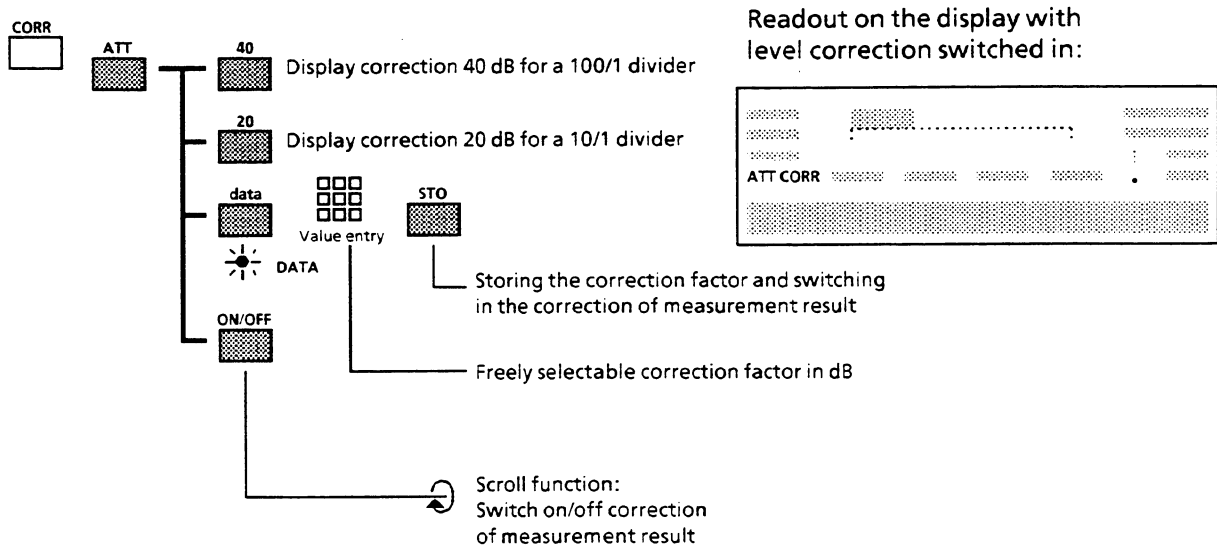 CORR
ATT
40
Display correction 40 dB for a 100/1 divider
20
Display correction 20 dB for a 10/1 divider
data
Value entry
STO
DATA
Storing the correction factor and switching
in the correction of measurement result
ON/OFF
Freely selectable correction factor in dB
Scroll function:
Switch on/off correction
of measurement result
Readout on the display with
level correction switched in:
ATT CORR